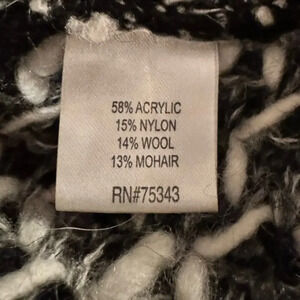 58% ACRYLIC
15% NYLON
14% WOOL
13% MOHAIR
RN#75343